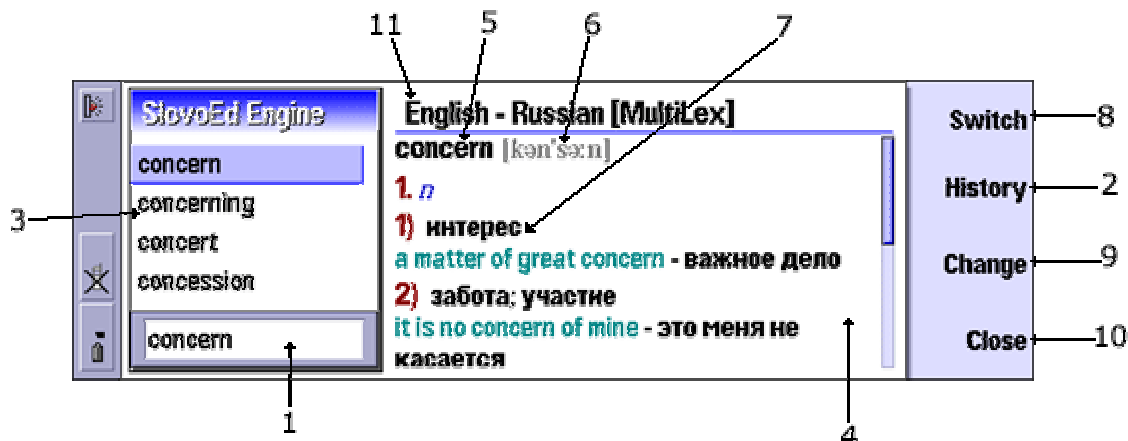 11 5 6 7
SlovoEd Engine
concern
concerning
concert
concession
concern
English - Russian [MultiLex]
concern [kən'sə:n]
1. n
1) интерес
a matter of great concern - важное дело
2) забота; участие
it is no concern of mine - это меня не
касается
Switch 8
History 2
Change 9
Close 10
3
1
4